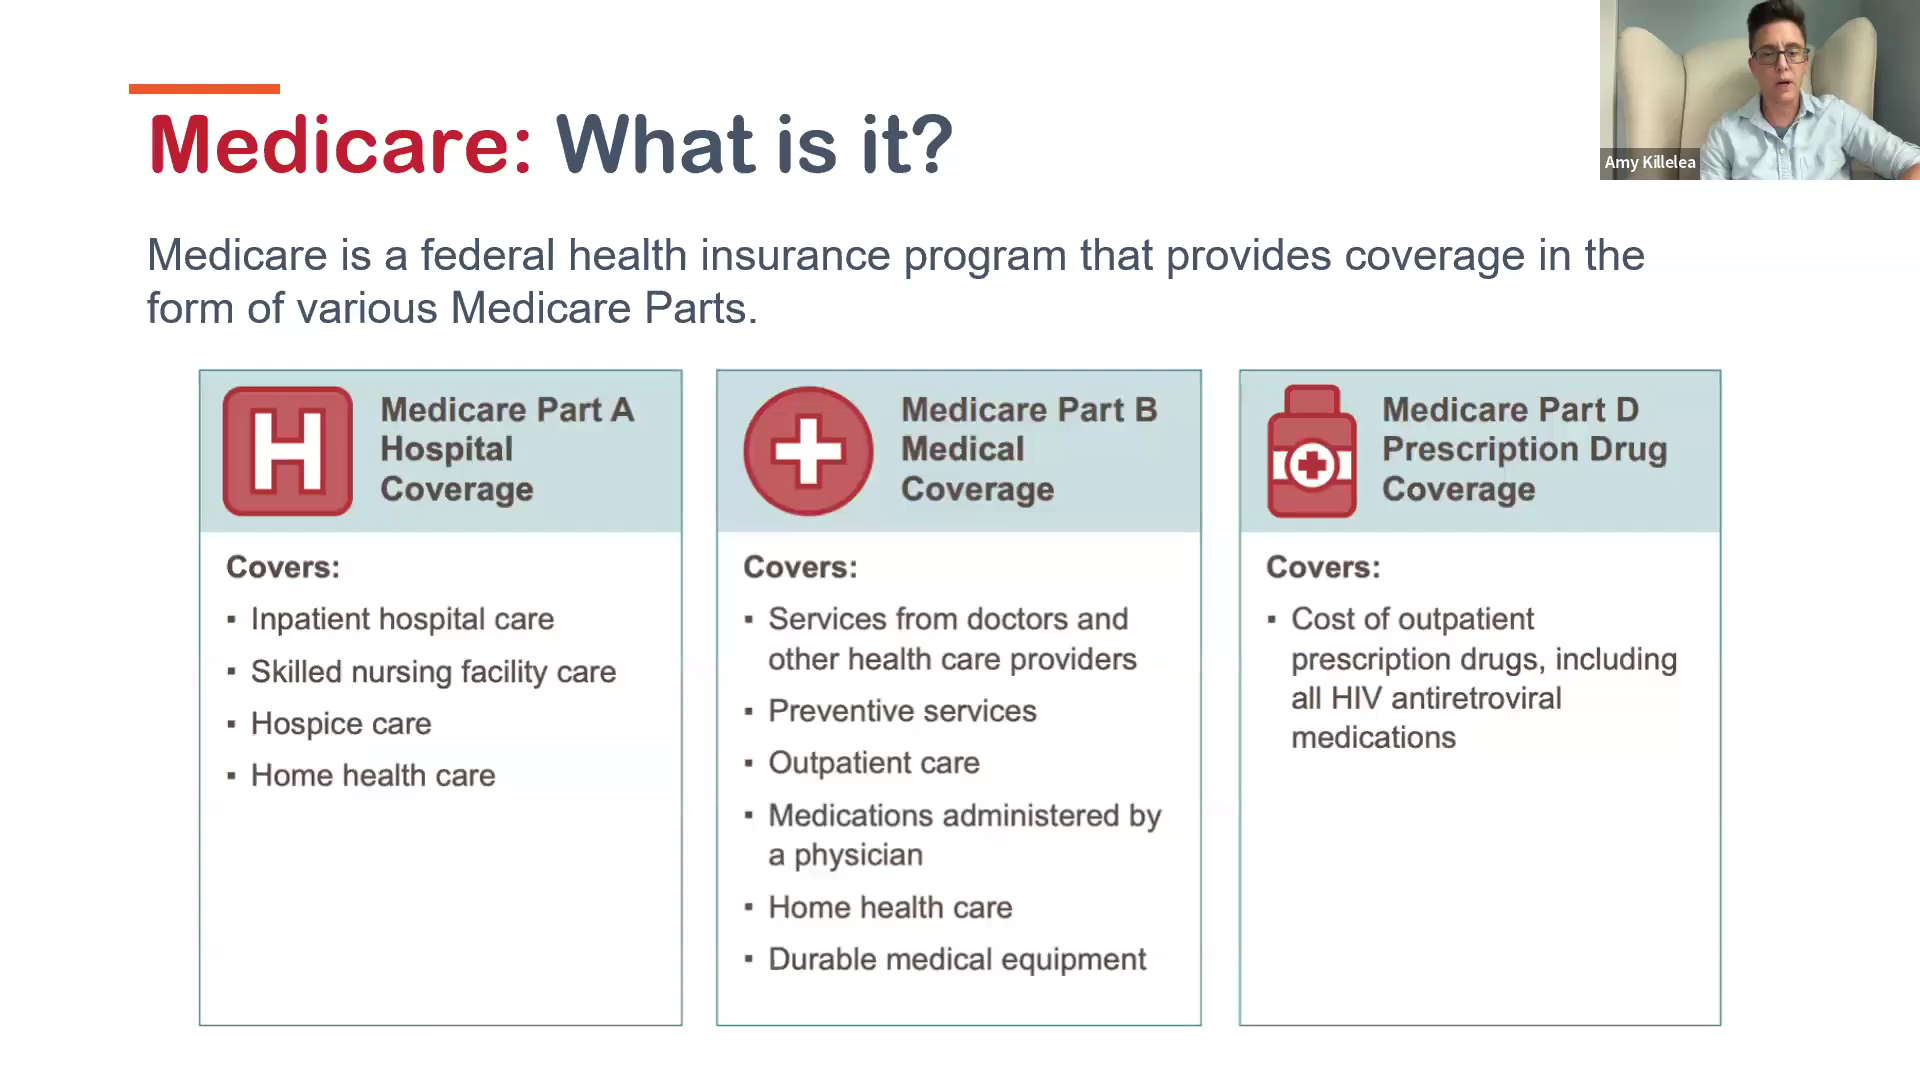 Medicare: What is it?
Amy Killelea
Medicare is a federal health insurance program that provides coverage in the
form of various Medicare Parts.
H
Medicare Part A
Hospital
Coverage
Covers:
▪ Inpatient hospital care
▪ Skilled nursing facility care
▪ Hospice care
▪ Home health care
Medicare Part B
Medical
Coverage
Covers:
▪ Services from doctors and
other health care providers
▪ Preventive services
▪ Outpatient care
▪ Medications administered by
a physician
▪ Home health care
▪ Durable medical equipment
Medicare Part D
Prescription Drug
Coverage
Covers:
▪ Cost of outpatient
prescription drugs, including
all HIV antiretroviral
medications